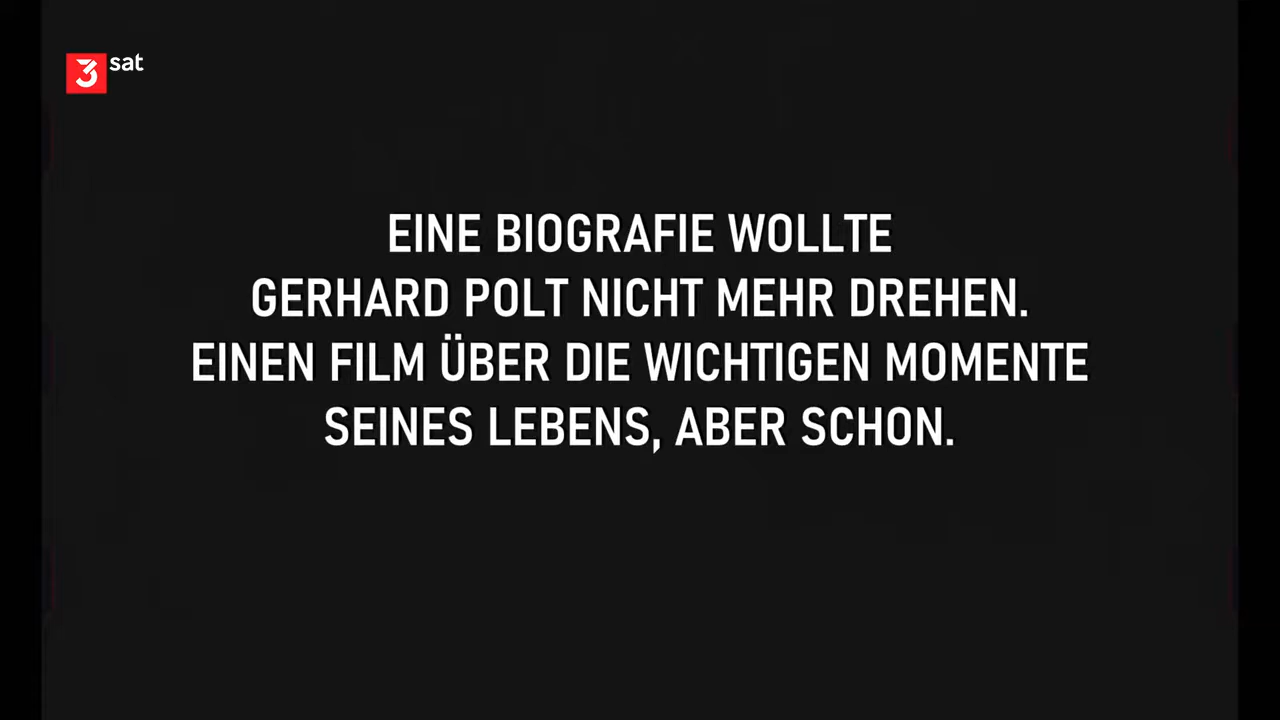 3sat
EINE BIOGRAFIE WOLLTE
GERHARD POLT NICHT MEHR DREHEN.
EINEN FILM ÜBER DIE WICHTIGEN MOMENTE
SEINES LEBENS, ABER SCHON.